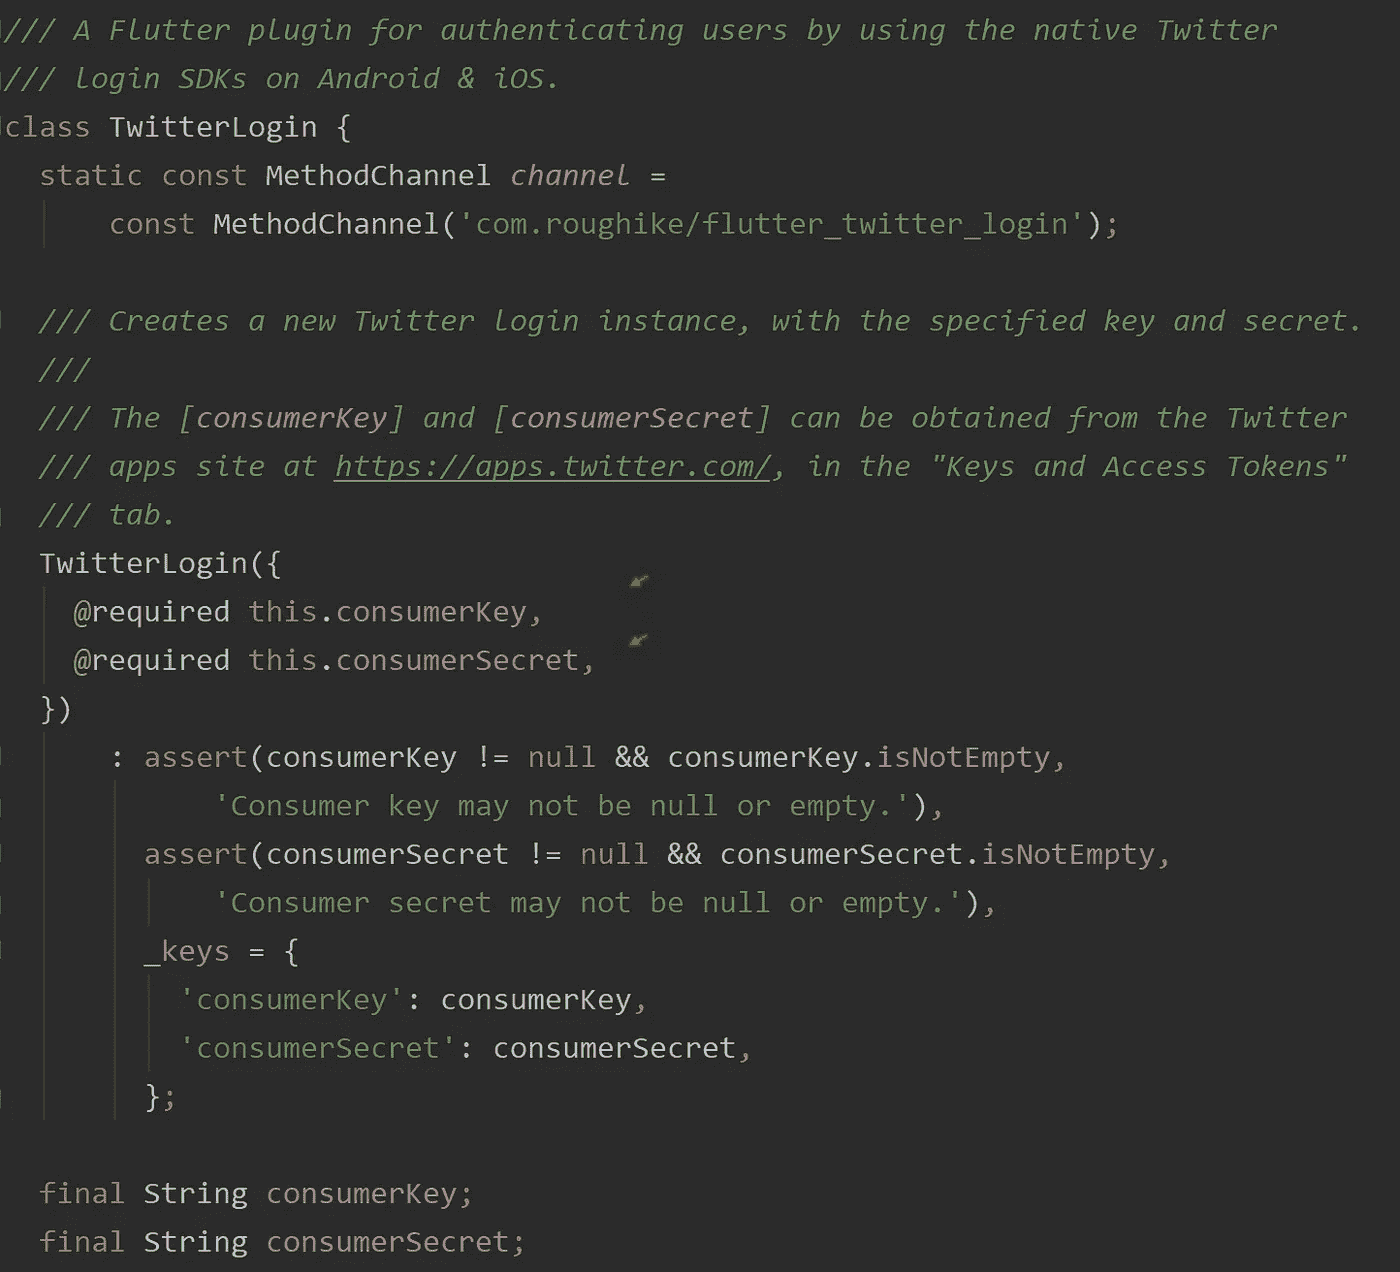 /// A Flutter plugin for authenticating users by using the native Twitter
/// login SDKs on Android & iOS.
class TwitterLogin {
static const MethodChannel channel =
const MethodChannel('com.roughike/flutter_twitter_login');
/// Creates a new Twitter login instance, with the specified key and secret.
///
/// The [consumerKey] and [consumerSecret] can be obtained from the Twitter
/// apps site at https://apps.twitter.com/, in the "Keys and Access Tokens"
/// tab.
TwitterLogin({
@required this.consumerKey,
@required this.consumerSecret,
})
: assert(consumerKey != null && consumerKey.isNotEmpty,
'Consumer key may not be null or empty.'),
assert(consumerSecret != null && consumerSecret.isNotEmpty,
'Consumer secret may not be null or empty.'),
_keys = {
'consumerKey': consumerKey,
'consumerSecret': consumerSecret,
};
final String consumerKey;
final String consumerSecret;